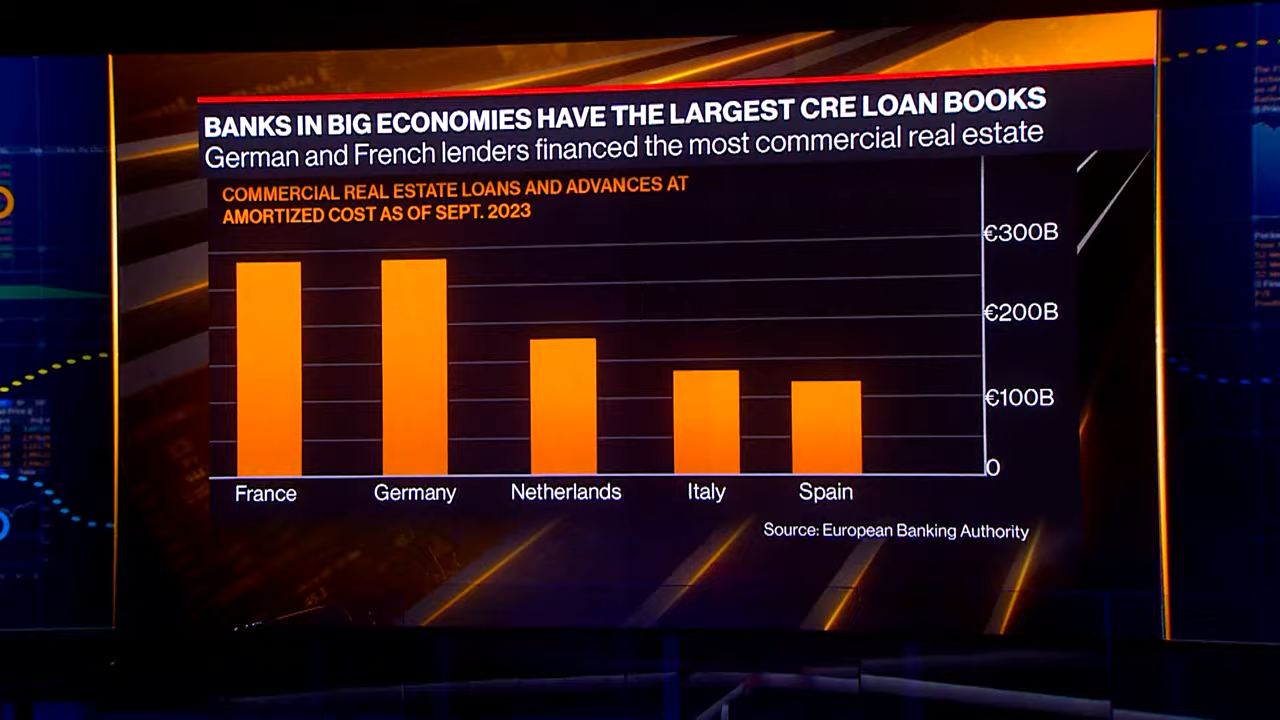 BANKS IN BIG ECONOMIES HAVE THE LARGEST CRE LOAN BOOKS
German and French lenders financed the most commercial real estate
COMMERCIAL REAL ESTATE LOANS AND ADVANCES AT
AMORTIZED COST AS OF SEPT. 2023
€300B
€200B
€100B
0
France Germany Netherlands Italy Spain
Source: European Banking Authority